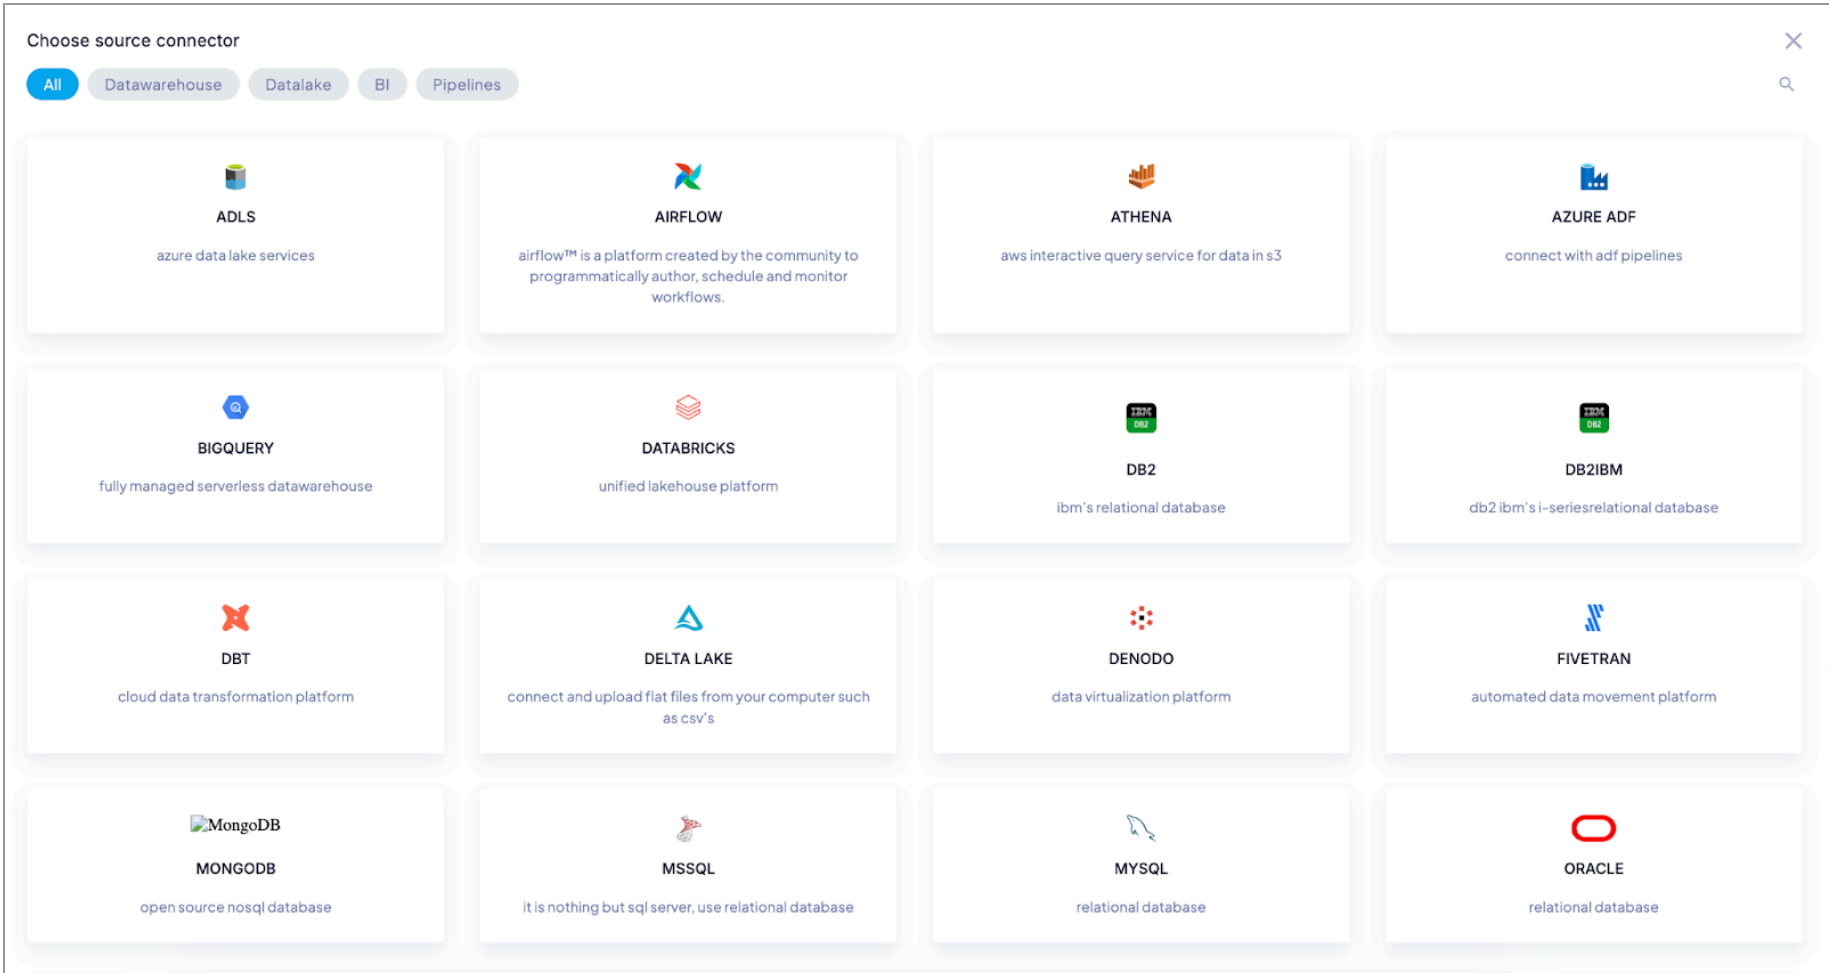 Choose source connector
All
Datawarehouse
Datalake
BI
Pipelines
ADLS
azure data lake services
AIRFLOW
airflow™ is a platform created by the community to
programmatically author, schedule and monitor
workflows.
ATHENA
aws interactive query service for data in s3
AZURE ADF
connect with adf pipelines
BIGQUERY
fully managed serverless datawarehouse
DATABRICKS
unified lakehouse platform
IBM
DB2
DB2
ibm's relational database
IBM
DB2
DB2IBM
db2 ibm's i-seriesrelational database
DBT
cloud data transformation platform
DELTA LAKE
connect and upload flat files from your computer such
as csv's
DENODO
data virtualization platform
FIVETRAN
automated data movement platform
MongoDB
MONGODB
open source nosql database
MSSQL
it is nothing but sql server, use relational database
MYSQL
relational database
ORACLE
relational database